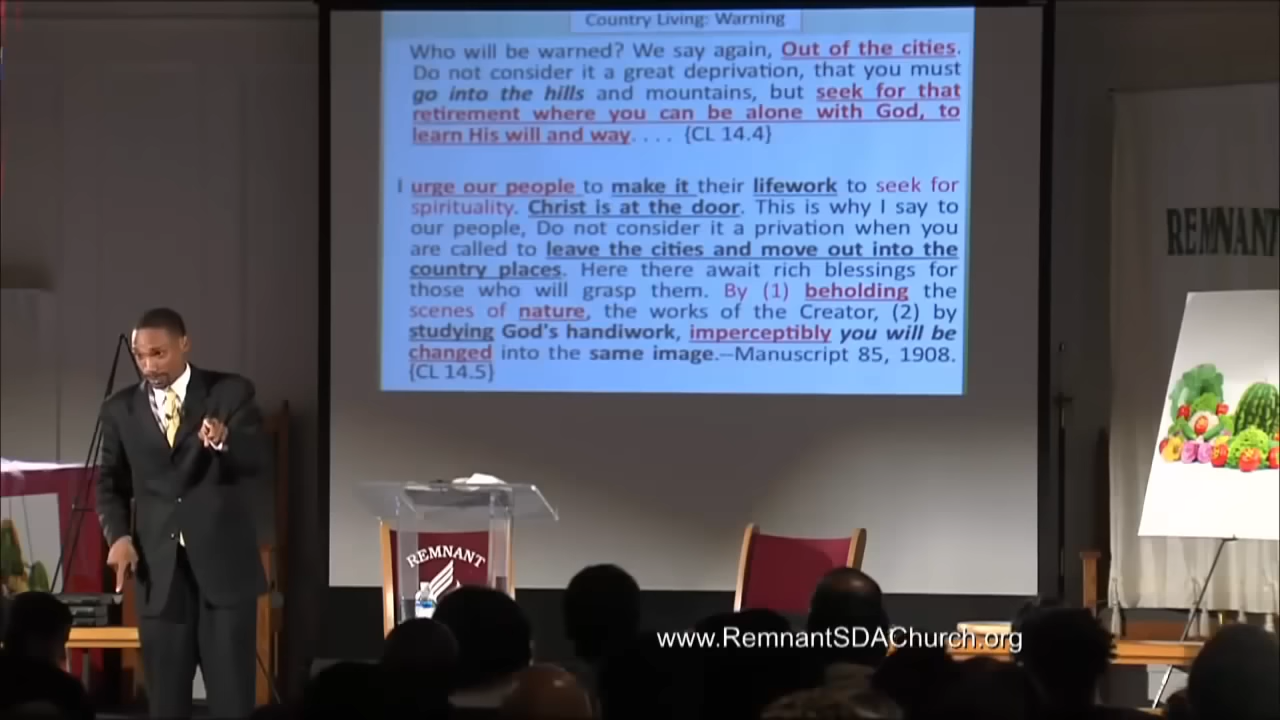 Country Living: Warning
Who will be warned? We say again, Out of the cities.
Do not consider it a great deprivation, that you must
go into the hills and mountains, but seek for that
retirement where you can be alone with God, to
learn His will and way. . . . {CL 14.4}
I urge our people to make it their lifework to seek for
spirituality. Christ is at the door. This is why I say to
our people, Do not consider it a privation when you
are called to leave the cities and move out into the
country places. Here there await rich blessings for
those who will grasp them. By (1) beholding the
scenes of nature, the works of the Creator, (2) by
studying God's handiwork, imperceptibly you will be
changed into the same image.—Manuscript 85, 1908.
{CL 14.5}
REMNANT
REMNANT
www.RemnantSDAChurch.org